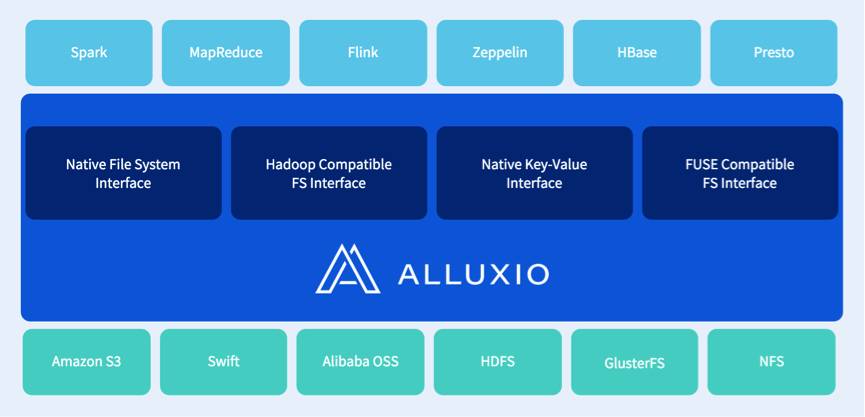 Spark
MapReduce
Flink
Zeppelin
HBase
Presto
Native File System
Interface
Hadoop Compatible
FS Interface
Native Key-Value
Interface
FUSE Compatible
FS Interface
ALLUXIO
Amazon S3
Swift
Alibaba OSS
HDFS
GlusterFS
NFS